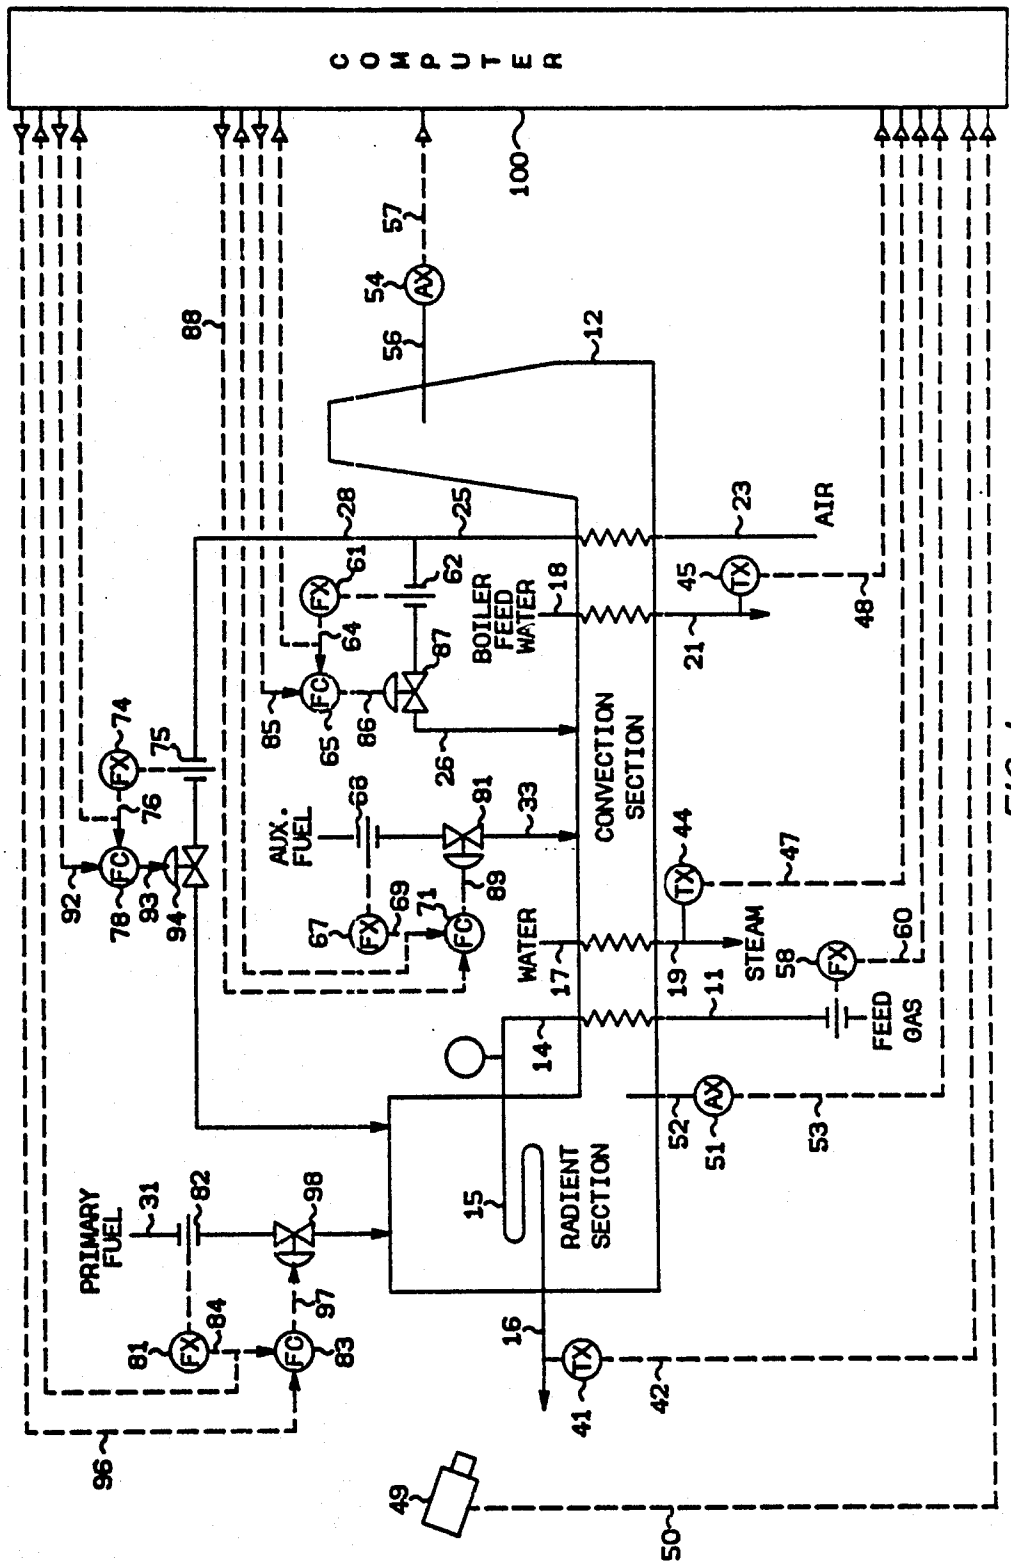 96
PRIMARY
FUEL
31
81
FX
84
82
97
FC
83
98
92
78
FC
93
94
76
FX
74
75
88
28
AUX.
FUEL
68
67
FX
69
71
FC
89
91
33
85
65
FC
64
FX
61
86
62
87
26
25
C
O
M
P
U
T
E
R
49
54
AX
56
57
15
WATER
17
14
BOILER
FEED
WATER
18
100
16
RADIENT
SECTION
CONVECTION
SECTION
12
41
TX
42
50
52
51
AX
53
11
19
TX
44
STEAM
47
21
45
TX
23
AIR
48
FEED
GAS
58
FX
60